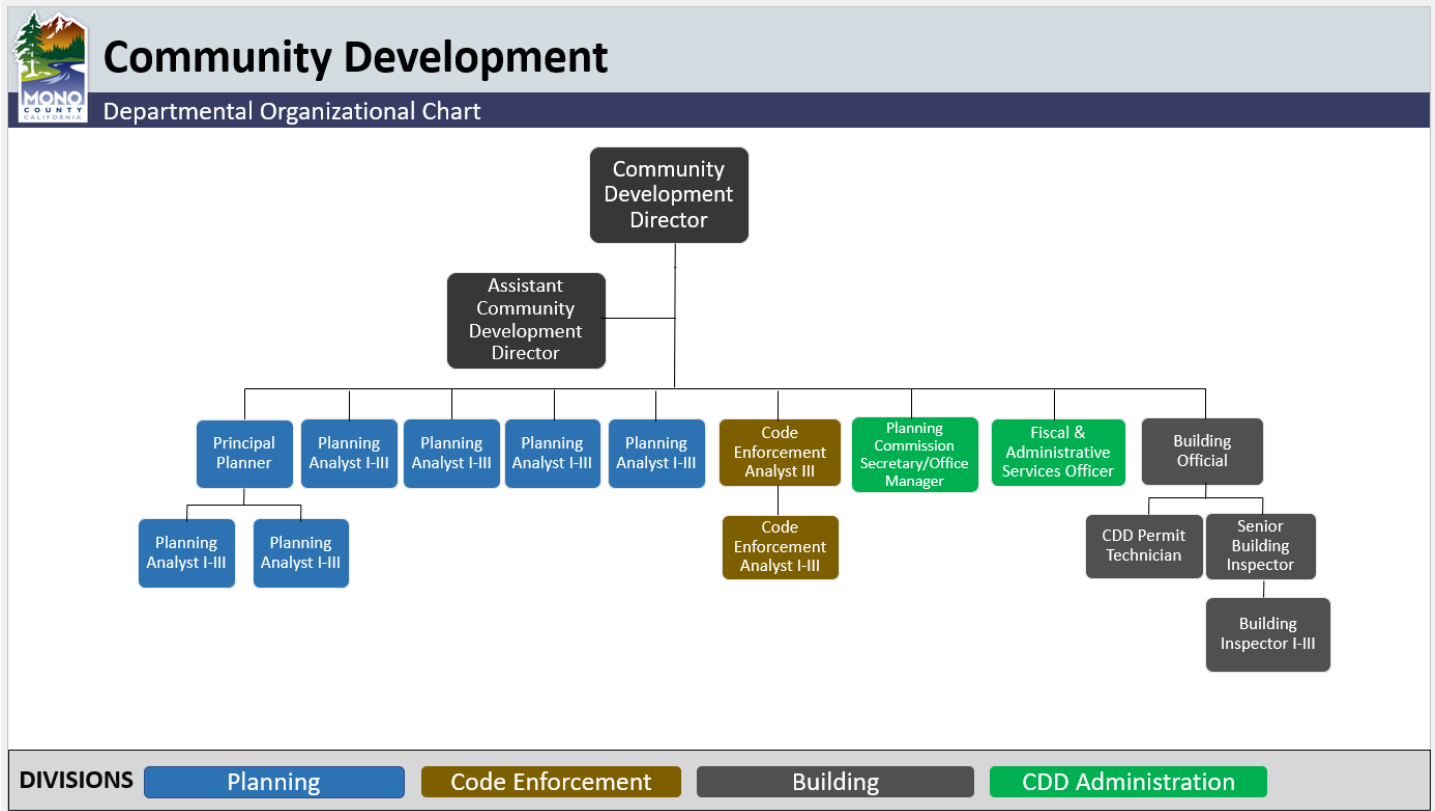 Community Development
MONO
COUNTY
CALIFORNIA
Departmental Organizational Chart
Community
Development
Director
Assistant
Community
Development
Director
Principal
Planner
Planning
Analyst I-III
Planning
Analyst I-III
Planning
Analyst I-III
Planning
Analyst I-III
Code
Enforcement
Analyst III
Planning
Commission
Secretary/Office
Manager
Fiscal &
Administrative
Services Officer
Building
Official
Planning
Analyst I-III
Planning
Analyst I-III
Code
Enforcement
Analyst I-III
CDD Permit
Technician
Senior
Building
Inspector
Building
Inspector I-III
DIVISIONS
Planning
Code Enforcement
Building
CDD Administration